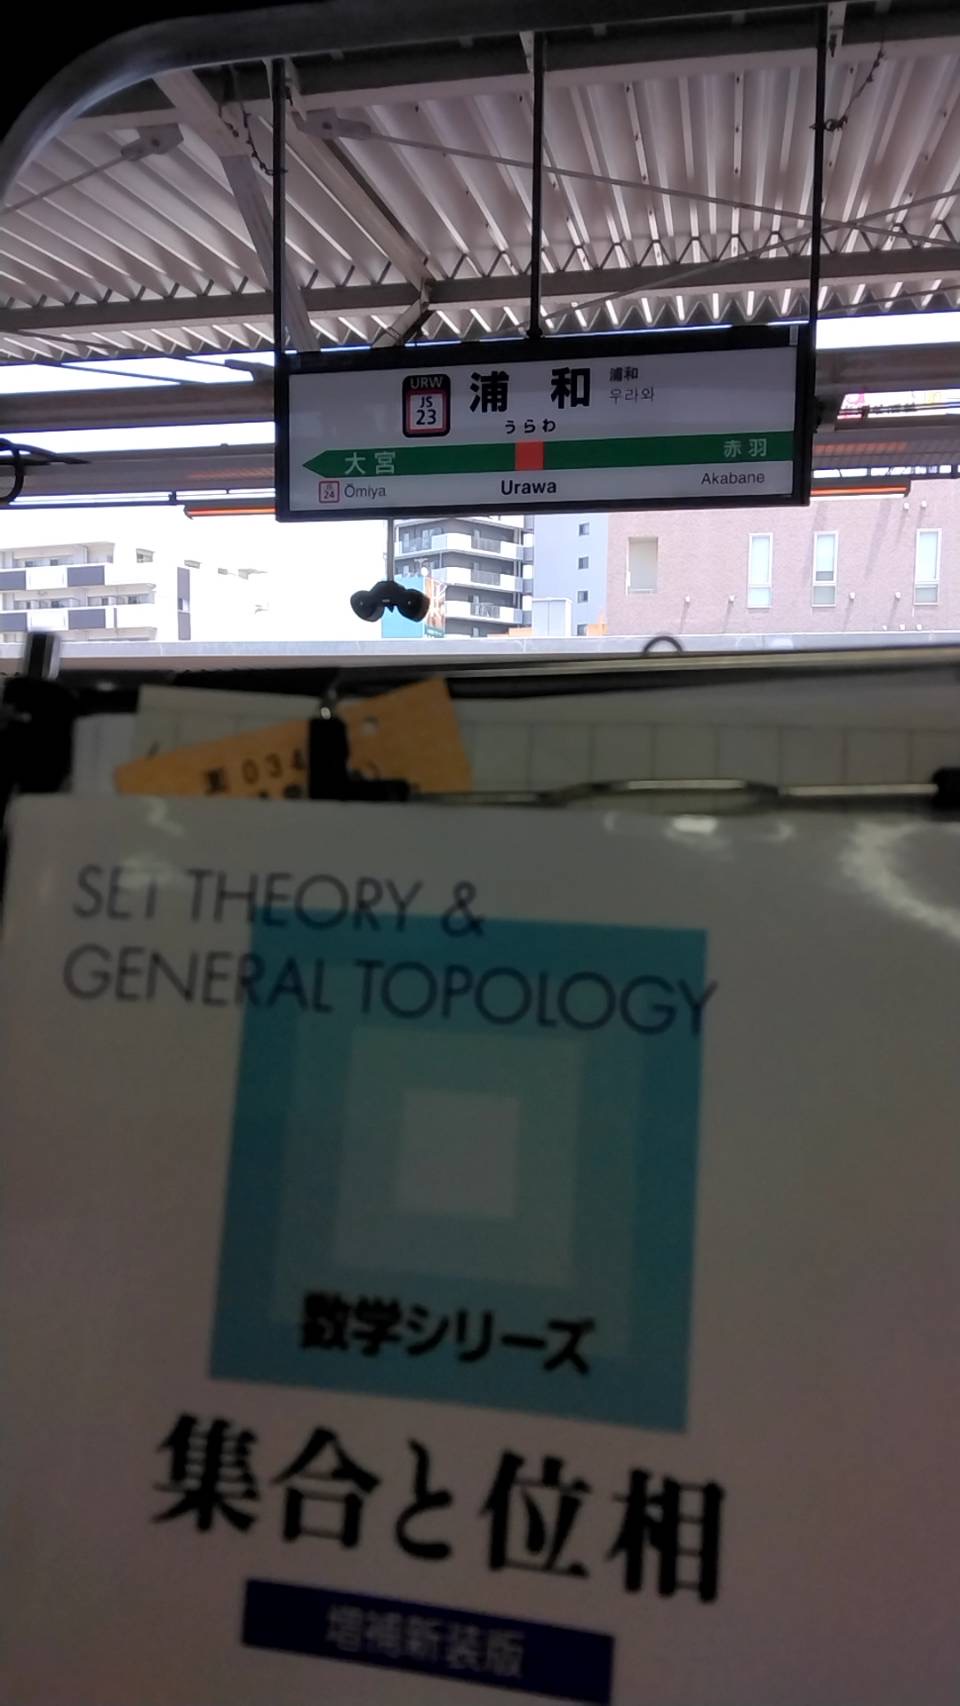 URW
JS
23
浦和
浦和
우라와
うらわ
大宮
赤羽
JS
24
Ōmiya
Urawa
Akabane
034
SET THEORY &
GENERAL TOPOLOGY
数学シリーズ
集合と位相
増補新装版